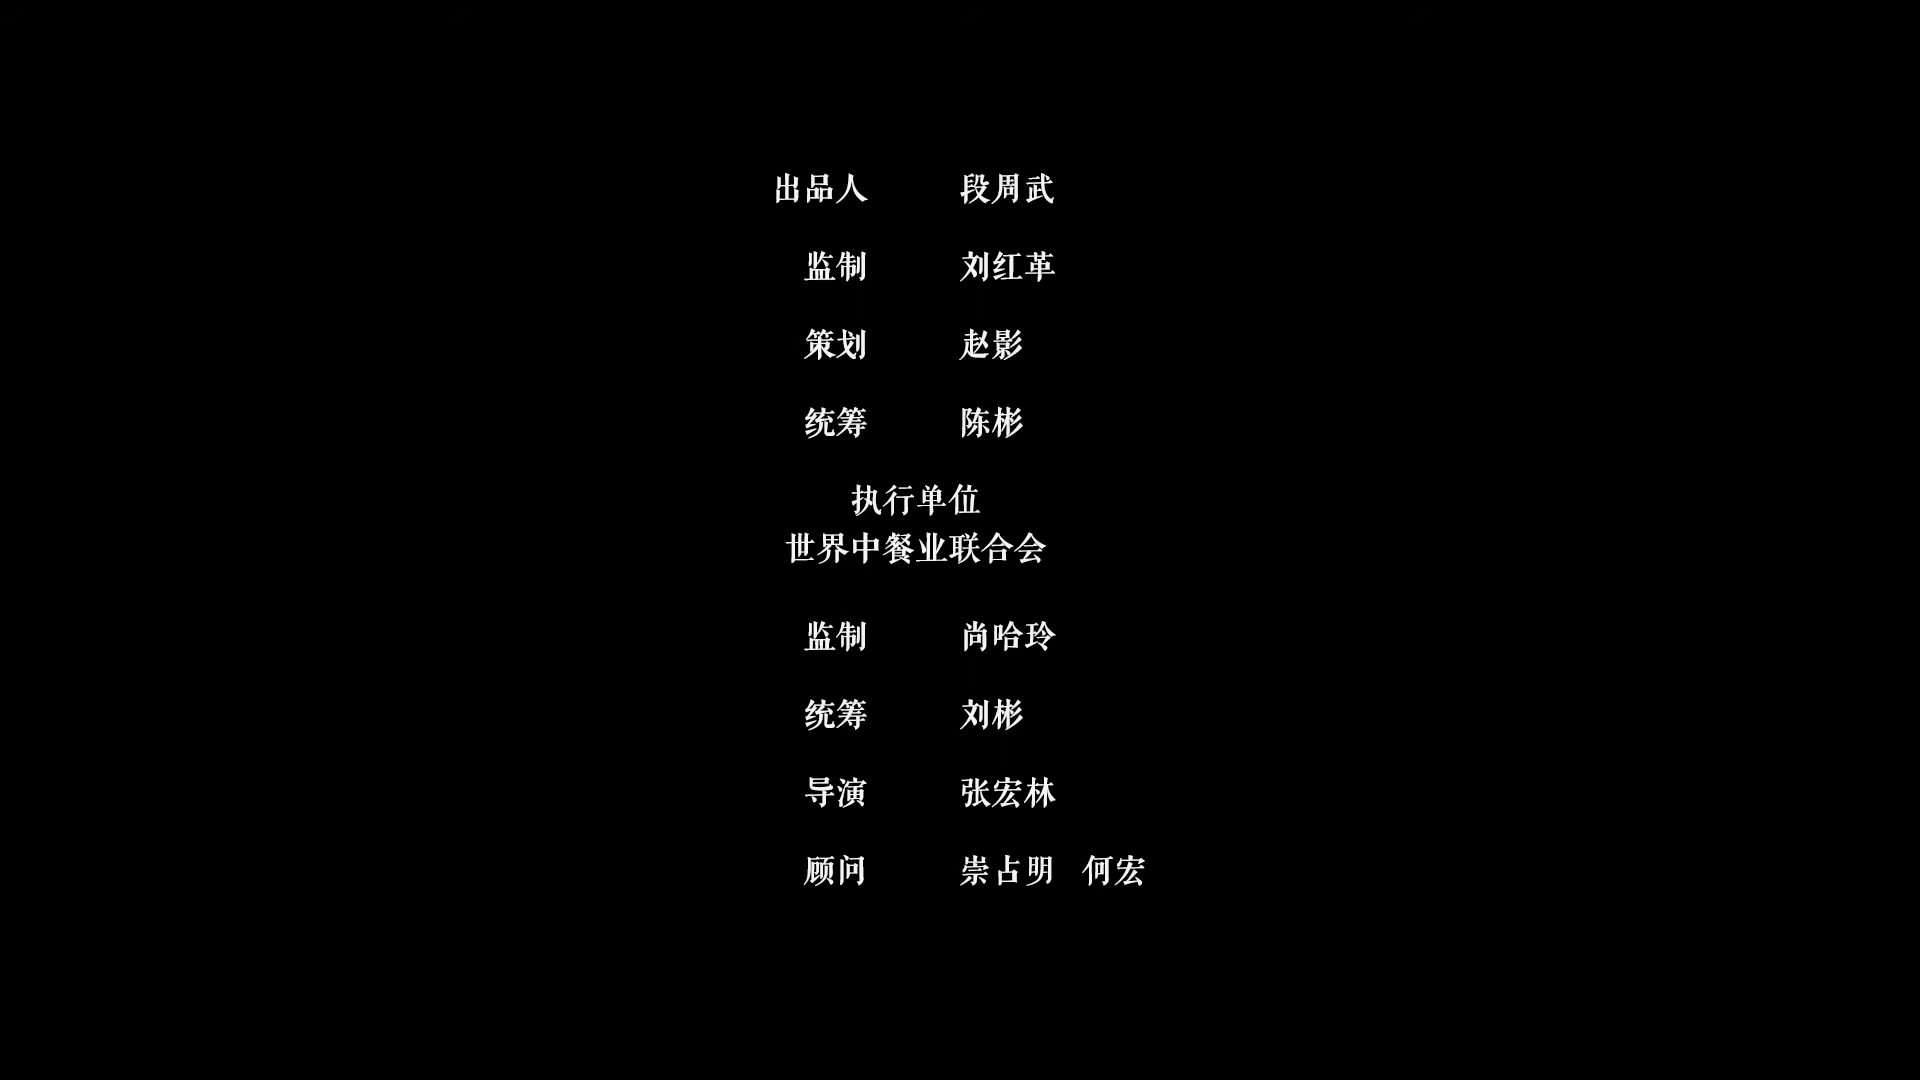 出品人 段周武
监制 刘红革
策划 赵影
统筹 陈彬
执行单位
世界中餐业联合会
监制 尚哈玲
统筹 刘彬
导演 张宏林
顾问 崇占明 何宏